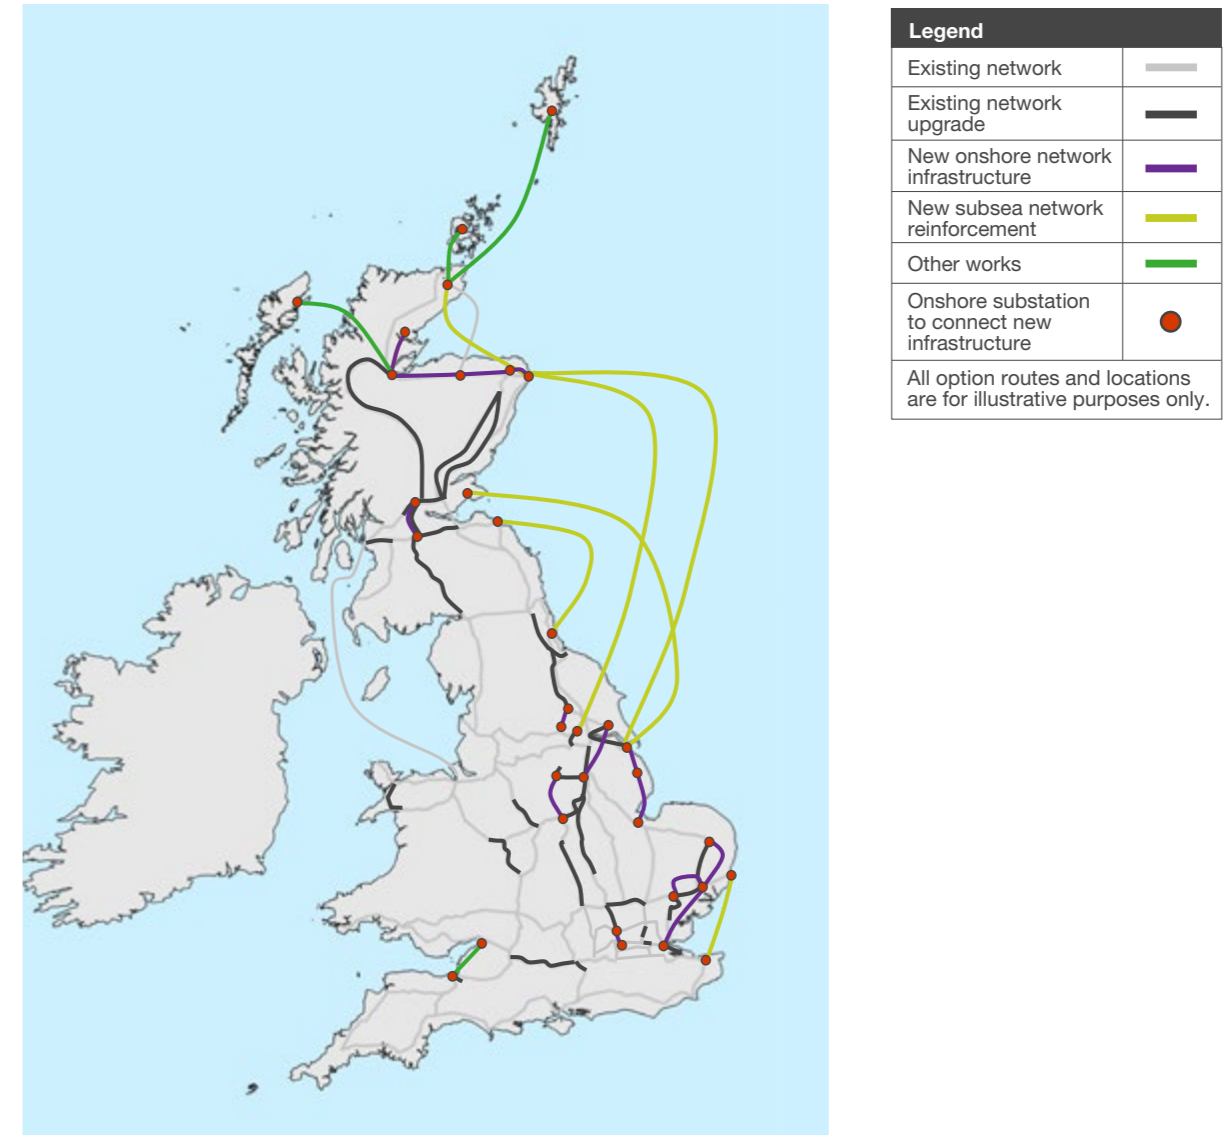 Legend
Existing network
Existing network
upgrade
New onshore network
infrastructure
New subsea network
reinforcement
Other works
Onshore substation
to connect new
infrastructure
All option routes and locations
are for illustrative purposes only.